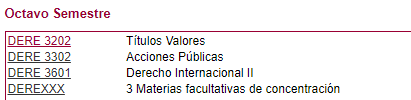 Octavo Semestre
DERE 3202 Títulos Valores
DERE 3302 Acciones Públicas
DERE 3601 Derecho Internacional II
DEREXXX 3 Materias facultativas de concentración